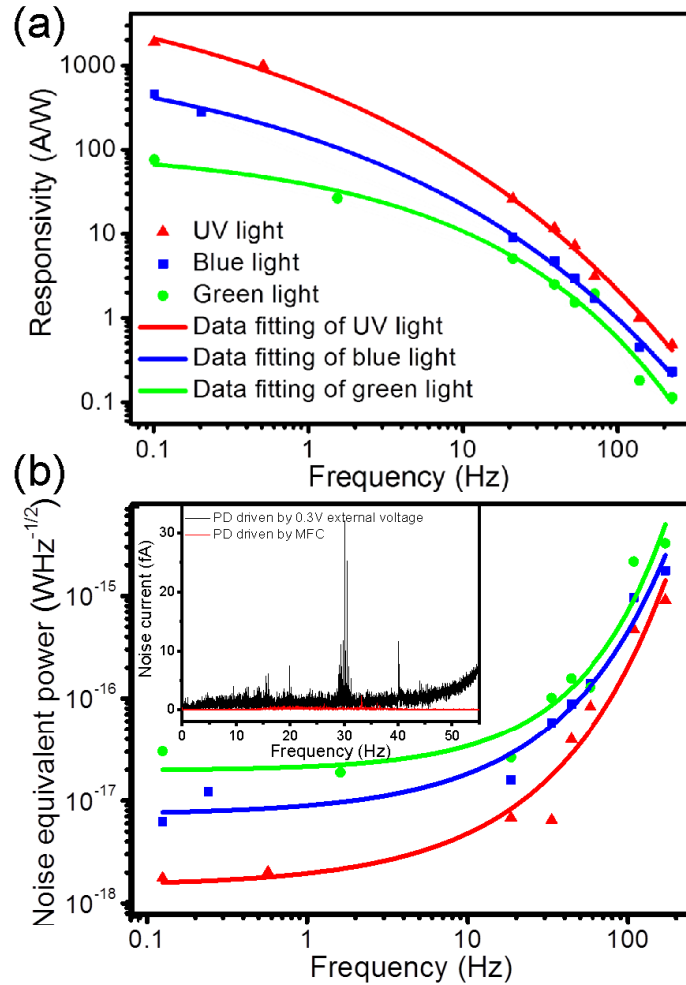 (a)
Responsivity (A/W)
1000
100
10
1
0.1
UV light
Blue light
Green light
Data fitting of UV light
Data fitting of blue light
Data fitting of green light
0.1 1 10 100
Frequency (Hz)
(b)
Noise equivalent power (WHz^-1/2)
10^-15
10^-16
10^-17
10^-18
PD driven by 0.3V external voltage
PD driven by MFC
Noise current (fA)
30
20
10
0
0 10 20 30 40 50
Frequency (Hz)
0.1 1 10 100
Frequency (Hz)